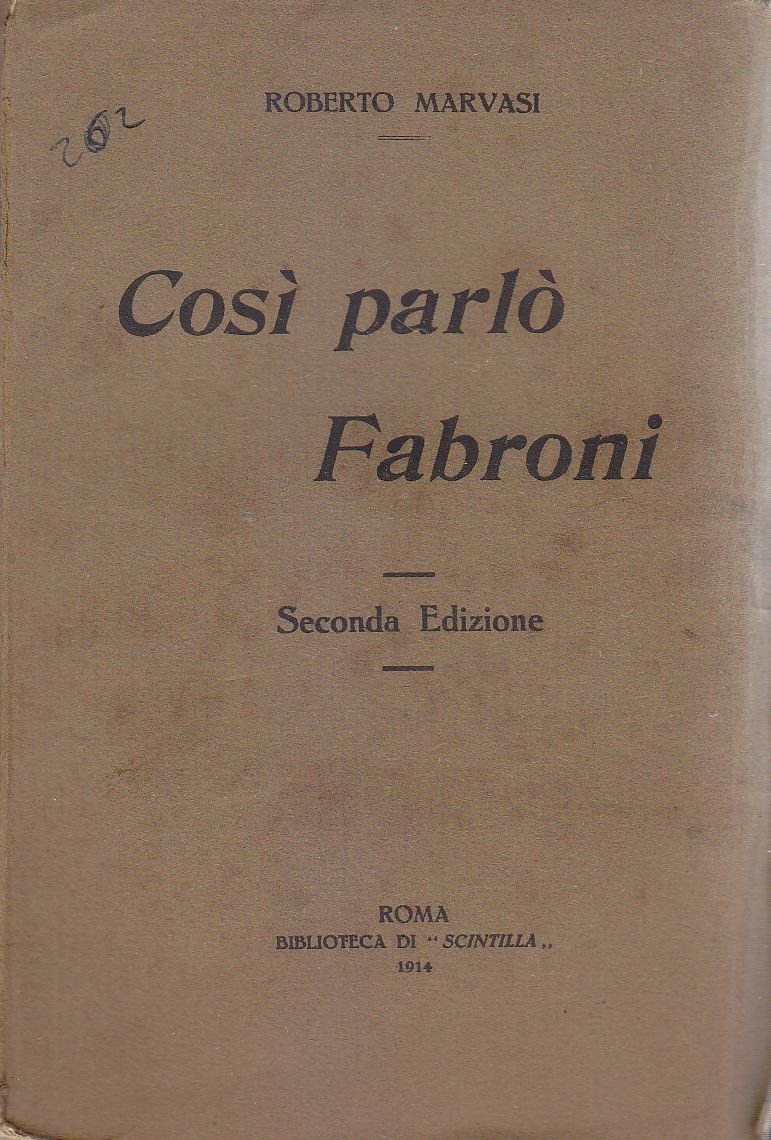 ROBERTO MARVASI
Così parlò
Fabroni
Seconda Edizione
ROMA
BIBLIOTECA DI “ SCINTILLA „
1914